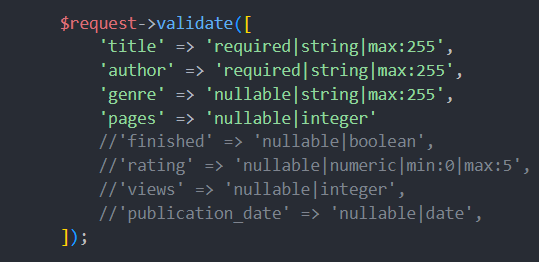 $request->validate([
'title' => 'required|string|max:255',
'author' => 'required|string|max:255',
'genre' => 'nullable|string|max:255',
'pages' => 'nullable|integer'
//'finished' => 'nullable|boolean',
//'rating' => 'nullable|numeric|min:0|max:5',
//'views' => 'nullable|integer',
//'publication_date' => 'nullable|date',
]);